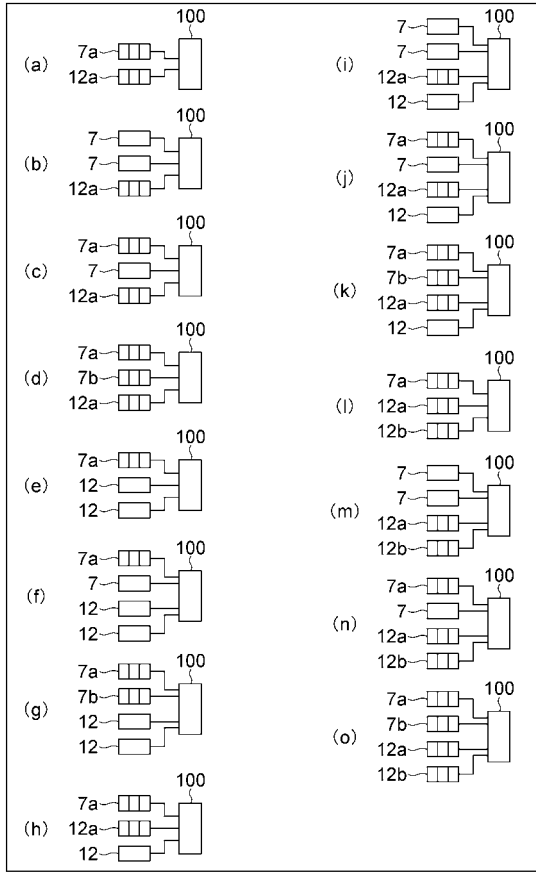 100
(a) 7a
12a
100
(b) 7
7
12a
100
(c) 7a
7
12a
100
(d) 7a
7b
12a
100
(e) 7a
12
12
100
(f) 7a
7
12
12
100
(g) 7a
7b
12
12
100
(h) 7a
12a
12
100
(i) 7
7
12a
12
100
(j) 7a
7
12a
12
100
(k) 7a
7b
12a
12
100
(l) 7a
12a
12b
100
(m) 7
7
12a
12b
100
(n) 7a
7
12a
12b
100
(o) 7a
7b
12a
12b